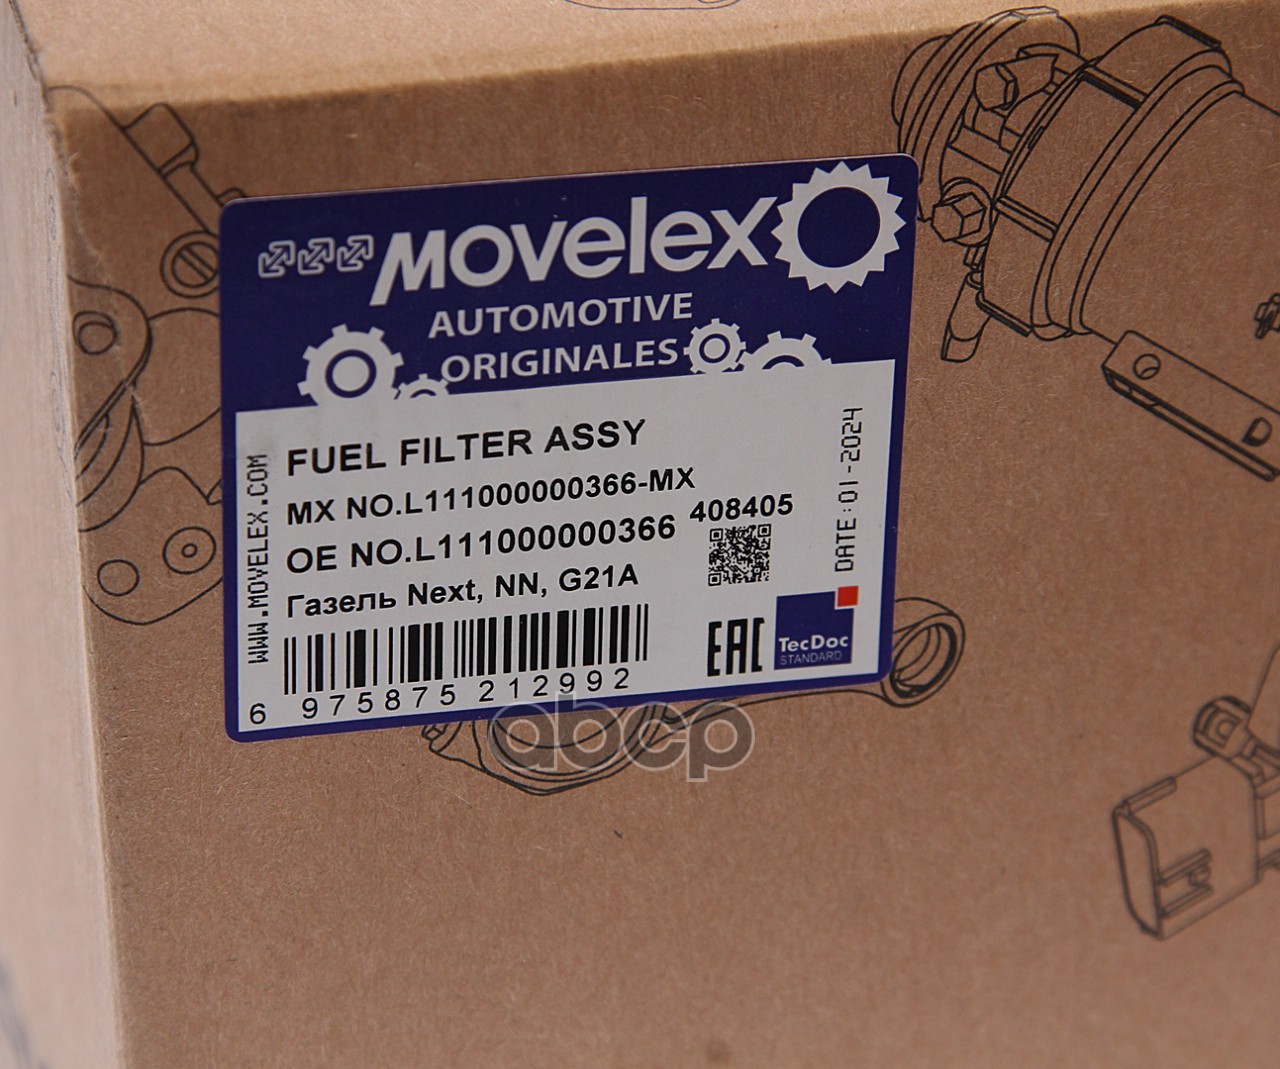 MOVELEX
AUTOMOTIVE
ORIGINALES
WWW.MOVELEX.COM
FUEL FILTER ASSY
MX NO.L111000000366-MX
OE NO.L111000000366
408405
Газель Next, NN, G21A
DATE:01-2024
EAC
TecDoc
STANDARD
6 975875 212992
abcp